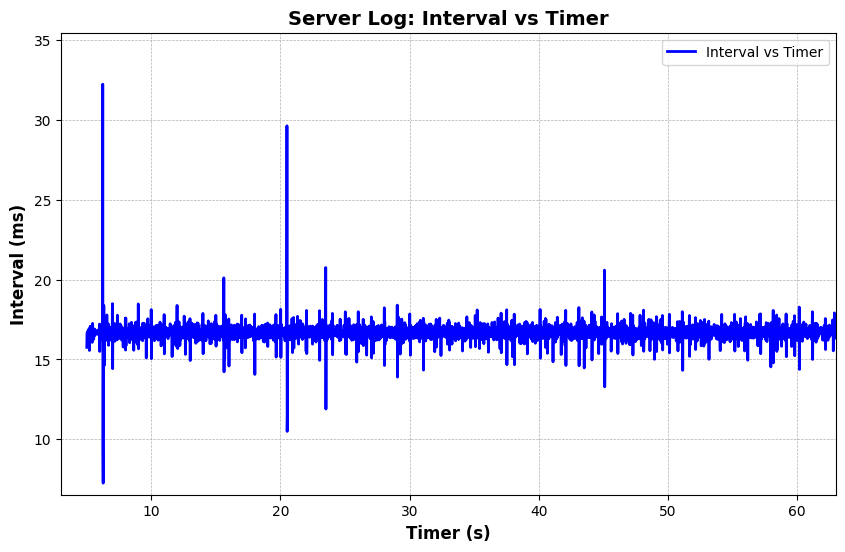 Server Log: Interval vs Timer
Interval vs Timer
35
30
25
20
15
10
Interval (ms)
10 20 30 40 50 60
Timer (s)